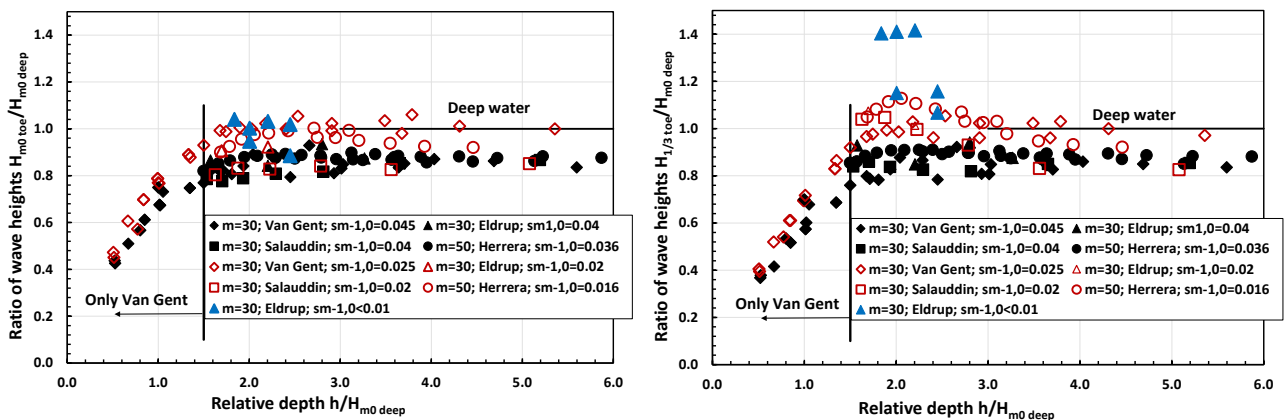 Ratio of wave heights Hm0 toe/Hm0 deep
1.4
1.2
1.0
0.8
0.6
0.4
0.2
0.0
Deep water
m=30; Van Gent; sm-1,0=0.045
m=30; Eldrup; sm1,0=0.04
m=30; Salauddin; sm-1,0=0.04
m=50; Herrera; sm-1,0=0.036
m=30; Van Gent; sm-1,0=0.025
m=30; Eldrup; sm-1,0=0.02
m=30; Salauddin; sm-1,0=0.02
m=50; Herrera; sm-1,0=0.016
m=30; Eldrup; sm-1,0<0.01
Only Van Gent
0.0 1.0 2.0 3.0 4.0 5.0 6.0
Relative depth h/Hm0 deep
Ratio of wave heights H1/3 toe/Hm0 deep
1.4
1.2
1.0
0.8
0.6
0.4
0.2
0.0
Deep water
m=30; Van Gent; sm-1,0=0.045
m=30; Eldrup; sm-1,0=0.04
m=30; Salauddin; sm-1,0=0.04
m=50; Herrera; sm-1,0=0.036
m=30; Van Gent; sm-1,0=0.025
m=30; Eldrup; sm-1,0=0.02
m=30; Salauddin; sm-1,0=0.02
m=50; Herrera; sm-1,0=0.016
m=30; Eldrup; sm-1,0<0.01
Only Van Gent
0.0 1.0 2.0 3.0 4.0 5.0 6.0
Relative depth h/Hm0 deep